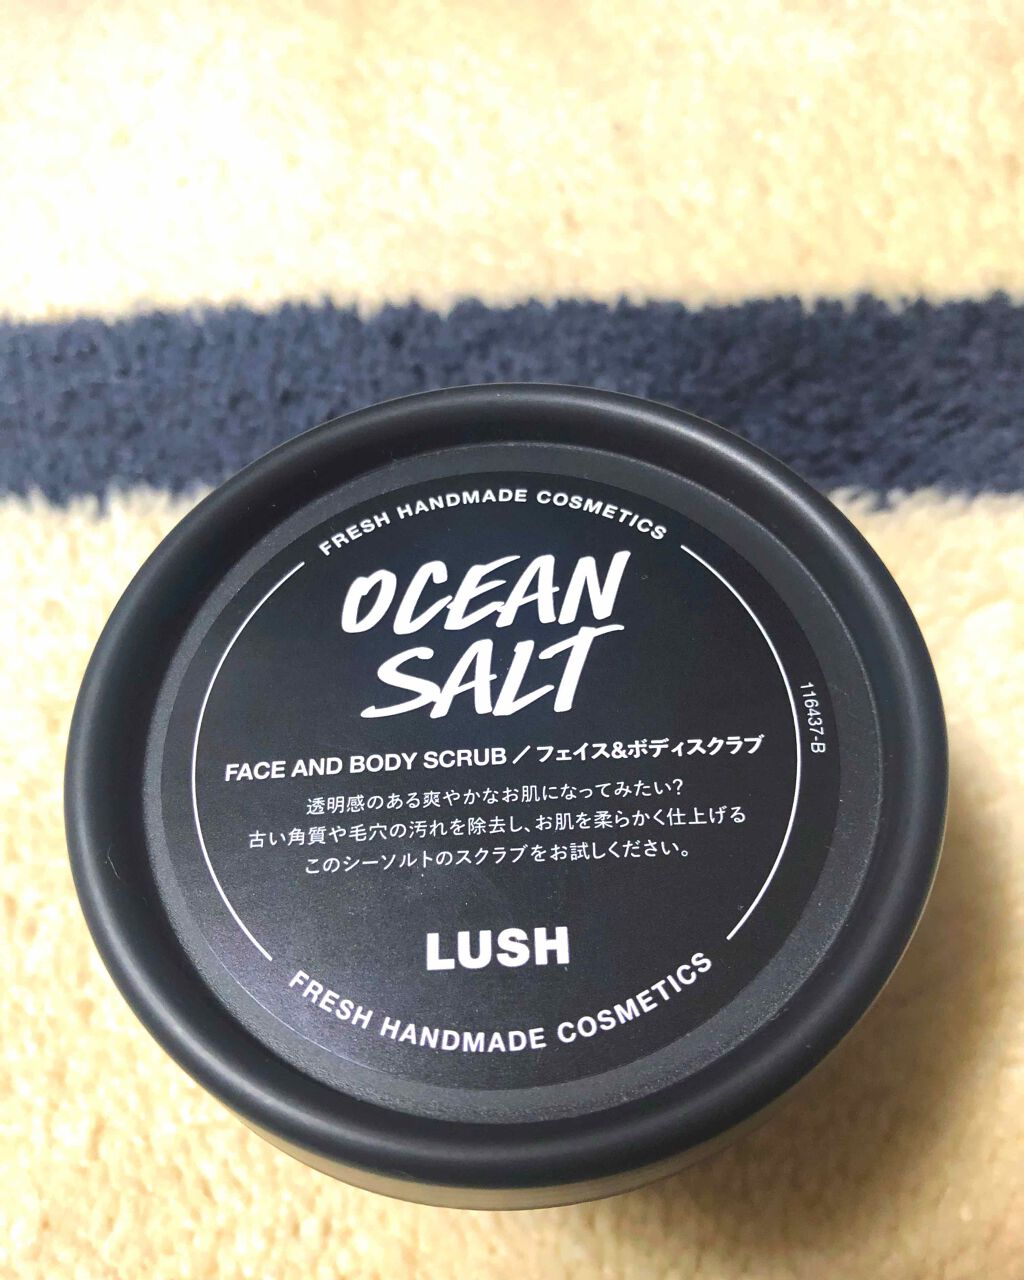 FRESH HANDMADE COSMETICS
OCEAN
SALT
116437-B
FACE AND BODY SCRUB／フェイス&ボディスクラブ
透明感のある爽やかなお肌になってみたい?
古い角質や毛穴の汚れを除去し、お肌を柔らかく仕上げる
このシーソルトのスクラブをお試しください。
LUSH
FRESH HANDMADE COSMETICS